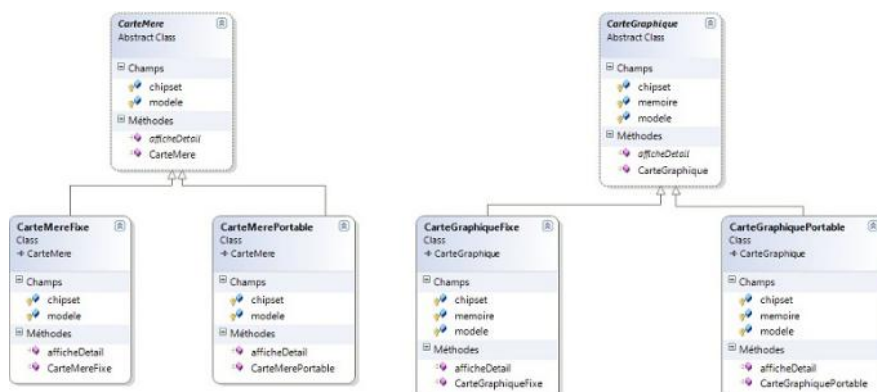 CarteMere
Abstract Class
Champs
chipset
modele
Méthodes
afficheDetail
CarteMere
CarteGraphique
Abstract Class
Champs
chipset
memoire
modele
Méthodes
afficheDetail
CarteGraphique
CarteMereFixe
Class
CarteMere
Champs
chipset
modele
Méthodes
afficheDetail
CarteMereFixe
CarteMerePortable
Class
CarteMere
Champs
chipset
modele
Méthodes
afficheDetail
CarteMerePortable
CarteGraphiqueFixe
Class
CarteGraphique
Champs
chipset
memoire
modele
Méthodes
afficheDetail
CarteGraphiqueFixe
CarteGraphiquePortable
Class
CarteGraphique
Champs
chipset
memoire
modele
Méthodes
afficheDetail
CarteGraphiquePortable